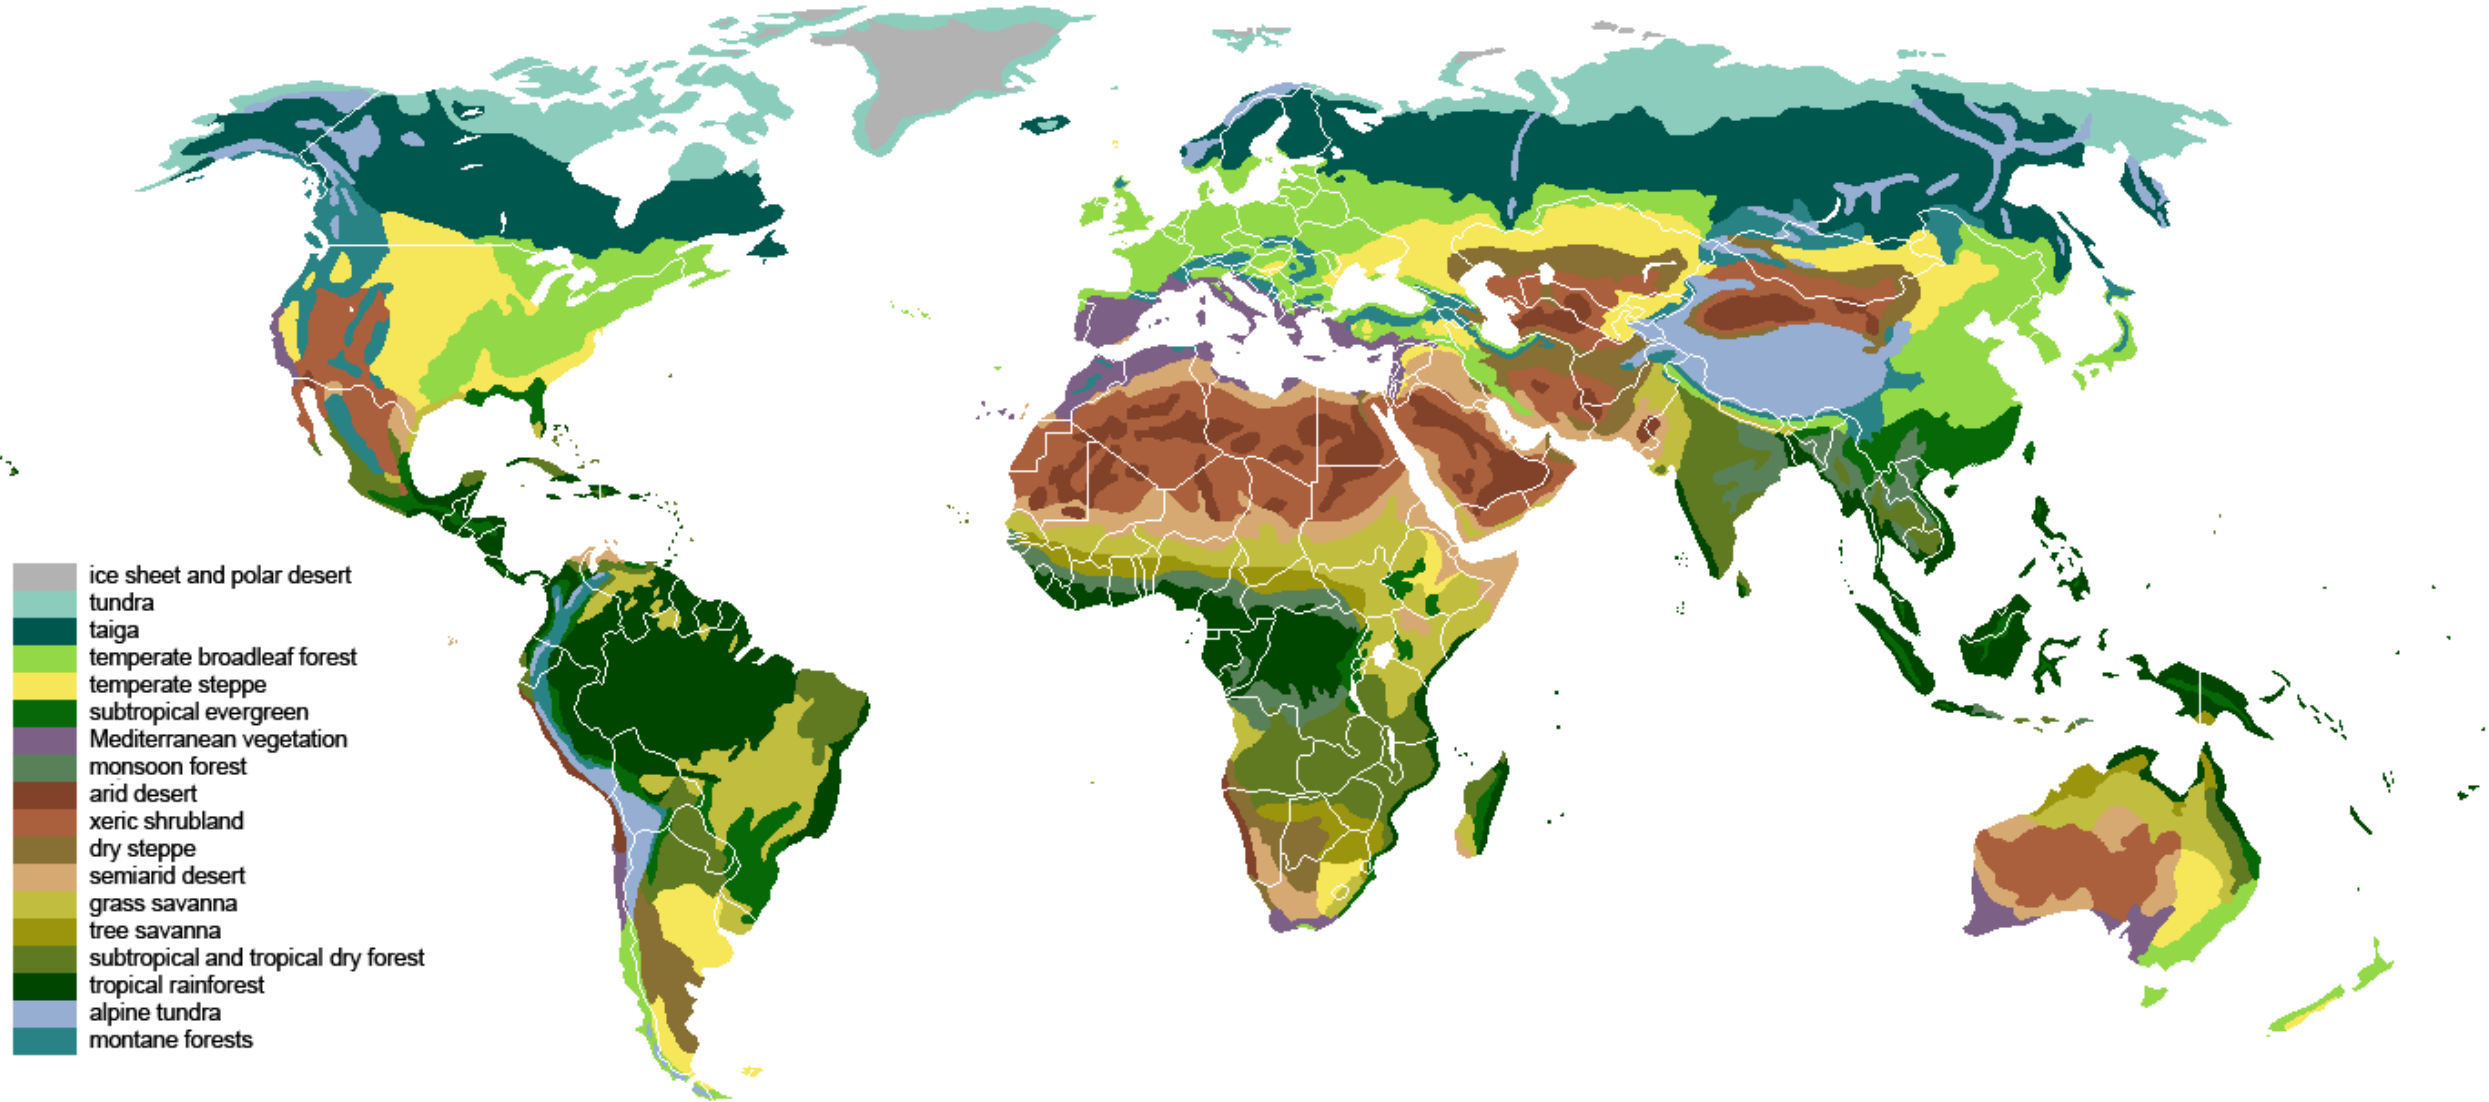 ice sheet and polar desert
tundra
taiga
temperate broadleaf forest
temperate steppe
subtropical evergreen
Mediterranean vegetation
monsoon forest
arid desert
xeric shrubland
dry steppe
semiarid desert
grass savanna
tree savanna
subtropical and tropical dry forest
tropical rainforest
alpine tundra
montane forests